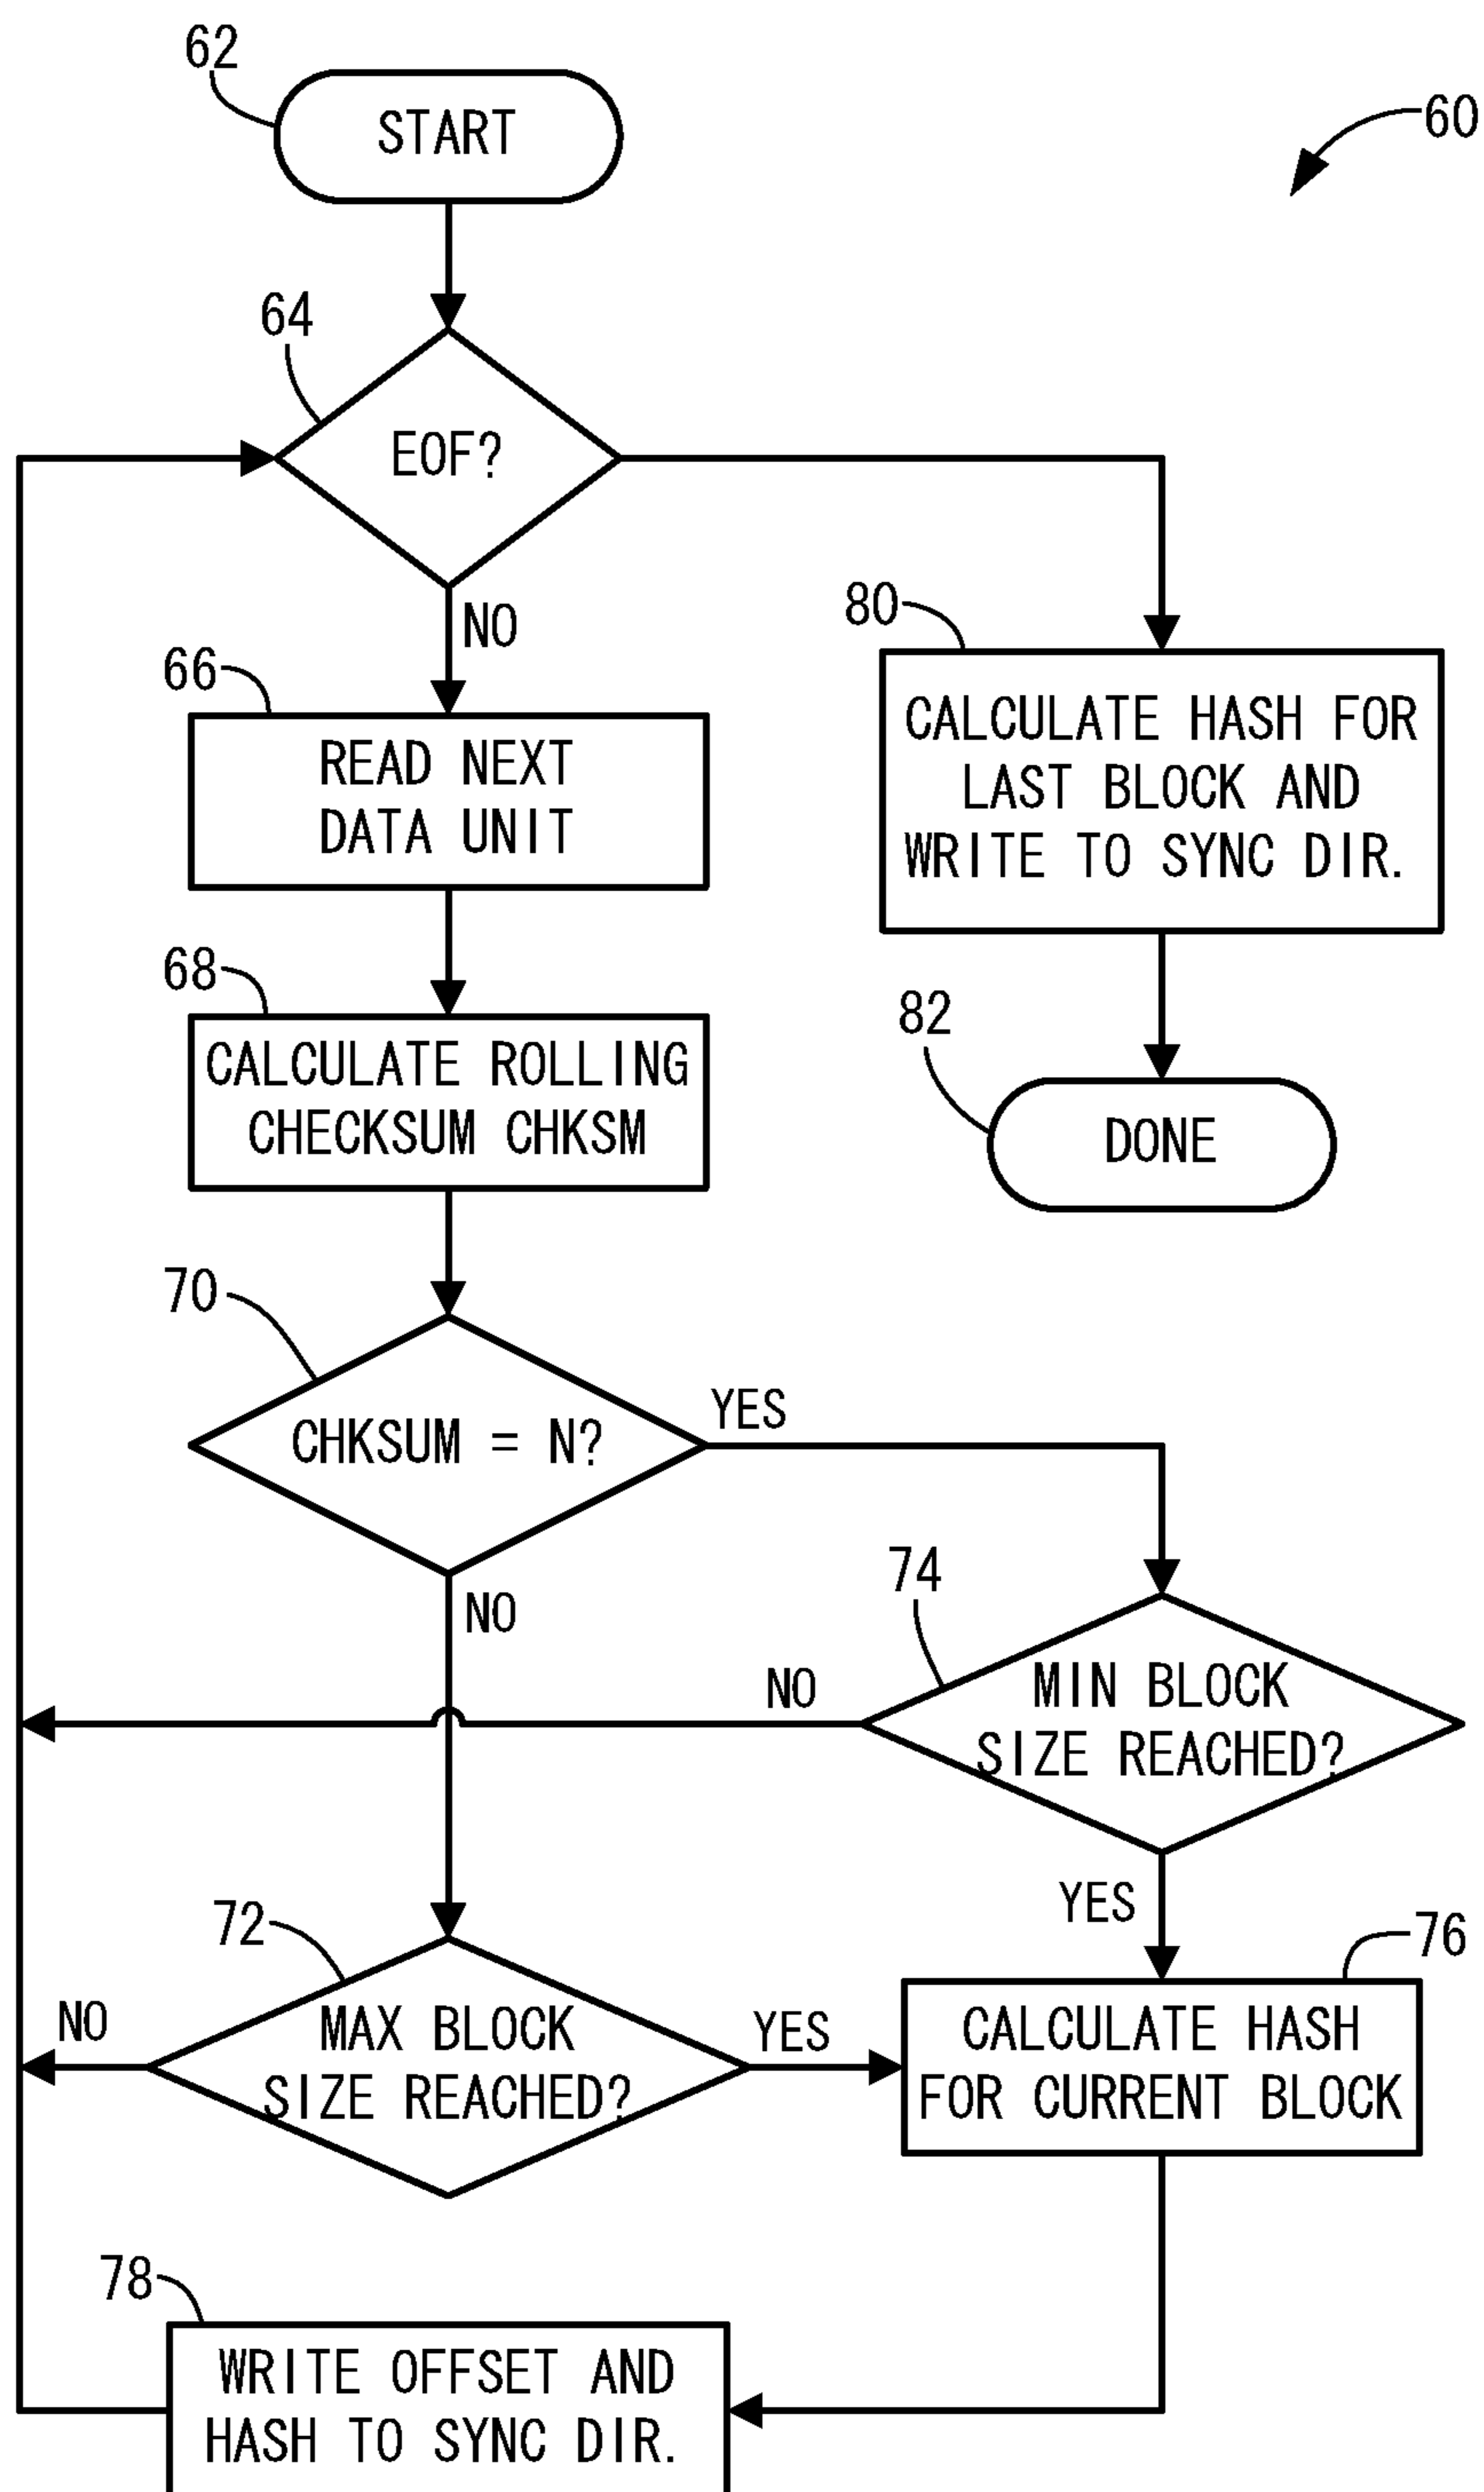 62
START
60
64
EOF?
NO
80
66
READ NEXT
DATA UNIT
CALCULATE HASH FOR
LAST BLOCK AND
WRITE TO SYNC DIR.
68
CALCULATE ROLLING
CHECKSUM CHKSM
82
DONE
70
CHKSUM = N?
YES
NO
74
MIN BLOCK
SIZE REACHED?
NO
YES
72
MAX BLOCK
SIZE REACHED?
NO
YES
76
CALCULATE HASH
FOR CURRENT BLOCK
78
WRITE OFFSET AND
HASH TO SYNC DIR.